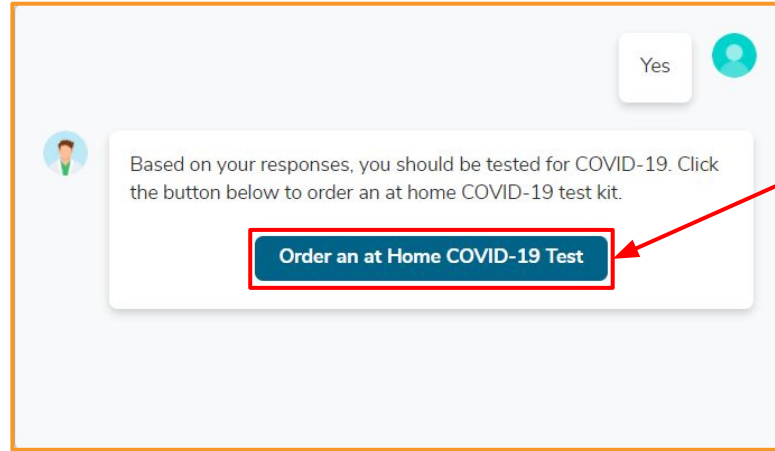 Yes
Based on your responses, you should be tested for COVID-19. Click
the button below to order an at home COVID-19 test kit.
Order an at Home COVID-19 Test